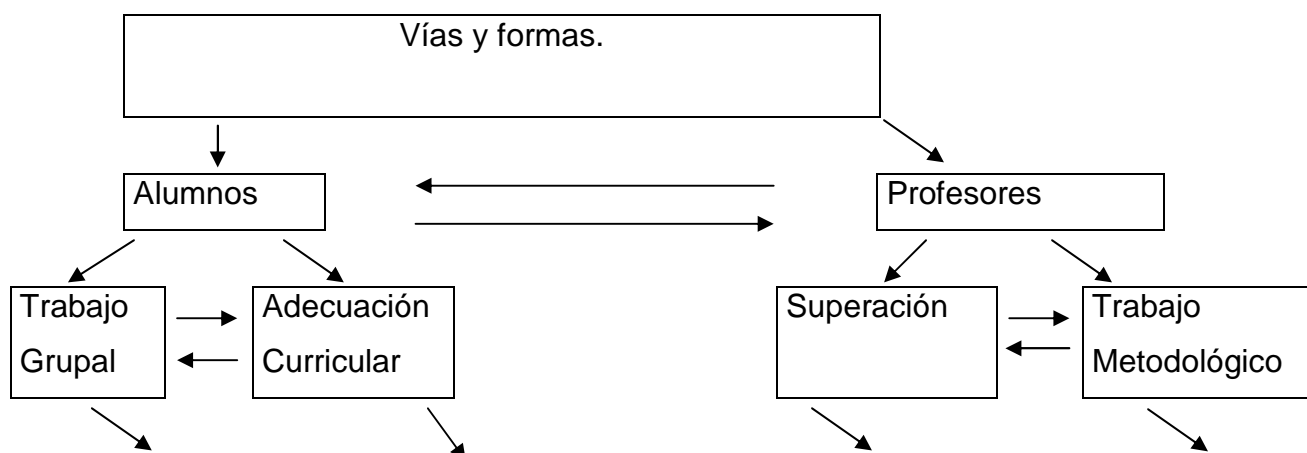 Vías y formas.
Alumnos
Profesores
Trabajo
Grupal
Adecuación
Curricular
Superación
Trabajo
Metodológico